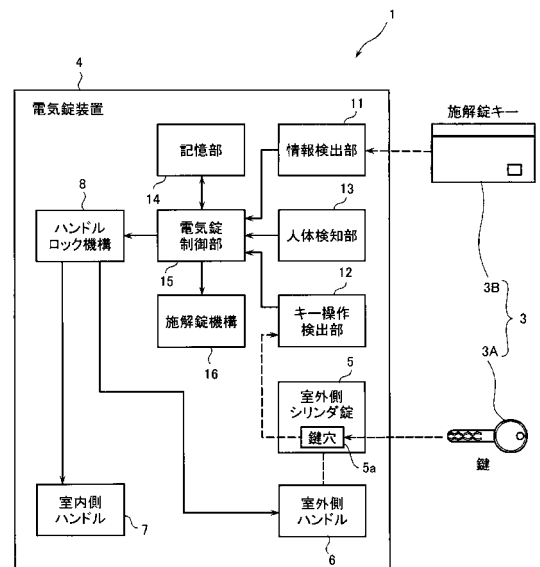 1
4
電気錠装置
施解錠キー
11
情報検出部
記憶部
14
8
ハンドル
ロック機構
13
人体検知部
電気錠
制御部
15
12
キー操作
検出部
施解錠機構
16
3B
3
3A
5
室外側
シリンダ錠
鍵穴
5a
鍵
室内側
ハンドル
7
室外側
ハンドル
6